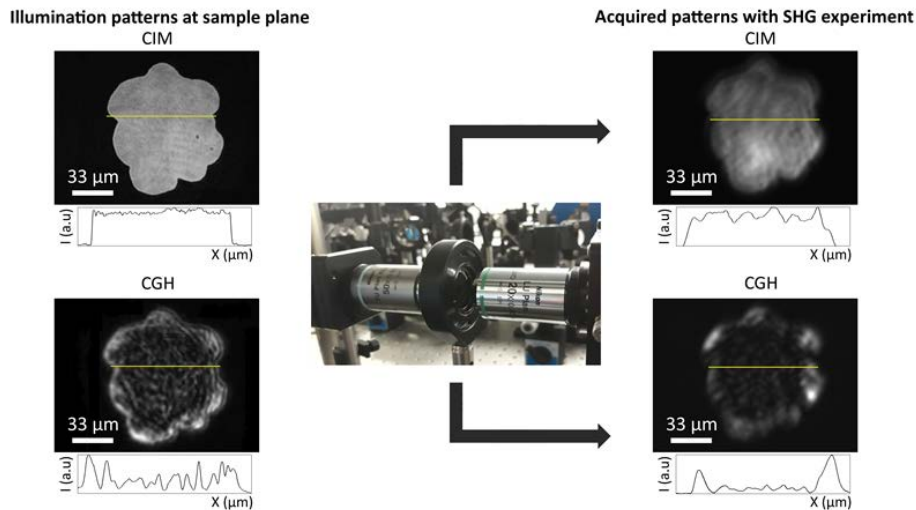 Illumination patterns at sample plane
Acquired patterns with SHG experiment
CIM
CIM
33 µm
33 µm
I (a.u)
X (µm)
I (a.u)
X (µm)
CGH
CGH
33 µm
33 µm
I (a.u)
X (µm)
I (a.u)
X (µm)
LU Plan
20x
Nikon